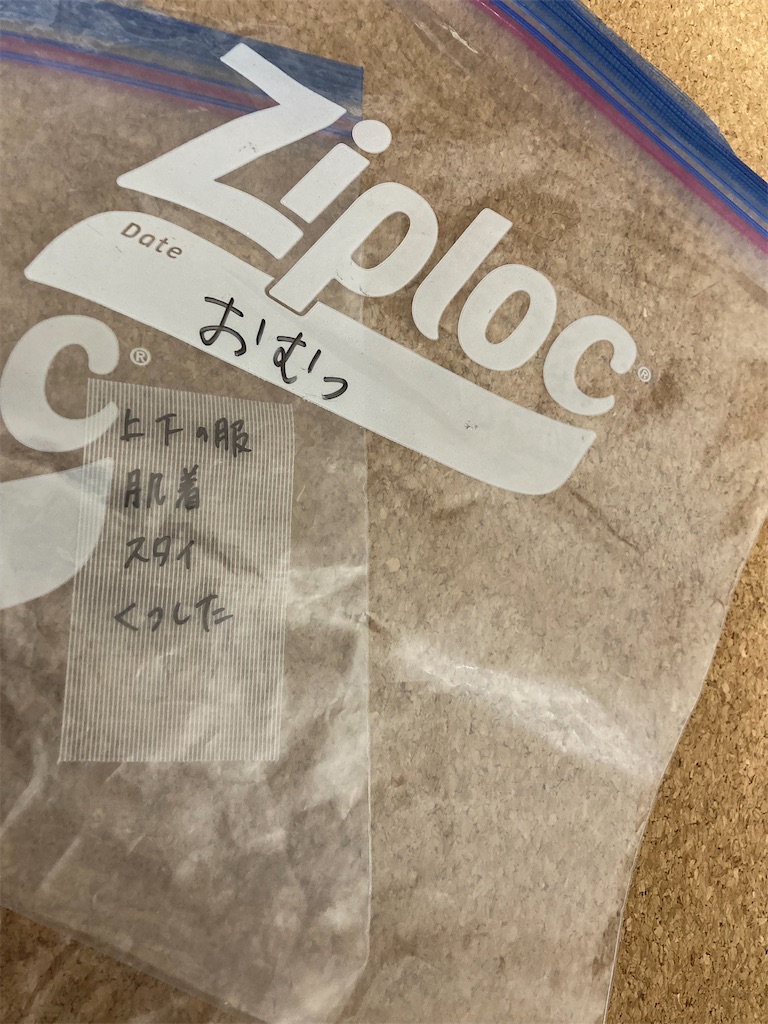 Ziploc®
Date
おむつ
c®
上下の服
肌着
スタイ
くつした